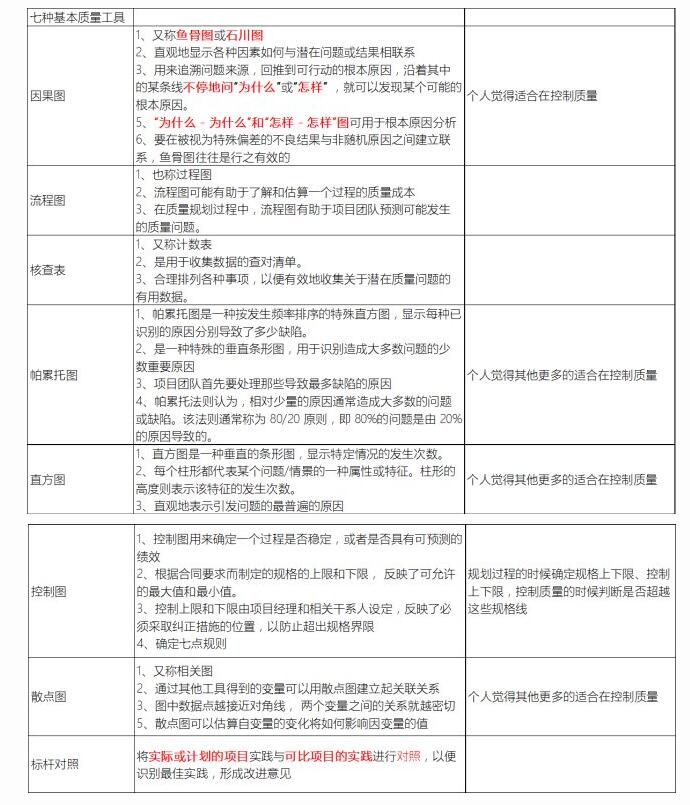 七种基本质量工具
因果图
1、又称鱼骨图或石川图
2、直观地显示各种因素如何与潜在问题或结果相联系
3、用来追溯问题来源，回推到可行动的根本原因，沿着其中
的某条线不停地问"为什么"或"怎样"，就可以发现某个可能的
根本原因。
5、"为什么－为什么"和"怎样－怎样"图可用于根本原因分析
6、要在被视为特殊偏差的不良结果与非随机原因之间建立联
系，鱼骨图往往是行之有效的
个人觉得适合在控制质量
流程图
1、也称过程图
2、流程图可能有助于了解和估算一个过程的质量成本
3、在质量规划过程中，流程图有助于项目团队预测可能发生
的质量问题。
核查表
1、又称计数表
2、是用于收集数据的查对清单。
3、合理排列各种事项，以便有效地收集关于潜在质量问题的
有用数据。
帕累托图
1、帕累托图是一种按发生频率排序的特殊直方图，显示每种已
识别的原因分别导致了多少缺陷。
2、是一种特殊的垂直条形图，用于识别造成大多数问题的少
数重要原因
3、项目团队首先要处理那些导致最多缺陷的原因
4、帕累托法则认为，相对少量的原因通常造成大多数的问题
或缺陷。该法则通常称为 80/20 原则，即 80%的问题是由 20%
的原因导致的。
个人觉得其他更多的适合在控制质量
直方图
1、直方图是一种垂直的条形图，显示特定情况的发生次数。
2、每个柱形都代表某个问题/情景的一种属性或特征。柱形的
高度则表示该特征的发生次数。
3、直观地表示引发问题的最普遍的原因
个人觉得其他更多的适合在控制质量
控制图
1、控制图用来确定一个过程是否稳定，或者是否具有可预测的
绩效
2、根据合同要求而制定的规格的上限和下限， 反映了可允许
的最大值和最小值。
3、控制上限和下限由项目经理和相关干系人设定，反映了必
须采取纠正措施的位置，以防止超出规格界限
4、确定七点规则
规划过程的时候确定规格上下限、控制
上下限，控制质量的时候判断是否超越
这些规格线
散点图
1、又称相关图
2、通过其他工具得到的变量可以用散点图建立起关联关系
3、图中数据点越接近对角线， 两个变量之间的关系就越密切
5、散点图可以估算自变量的变化将如何影响因变量的值
个人觉得其他更多的适合在控制质量
标杆对照
将实际或计划的项目实践与可比项目的实践进行对照，以便
识别最佳实践，形成改进意见